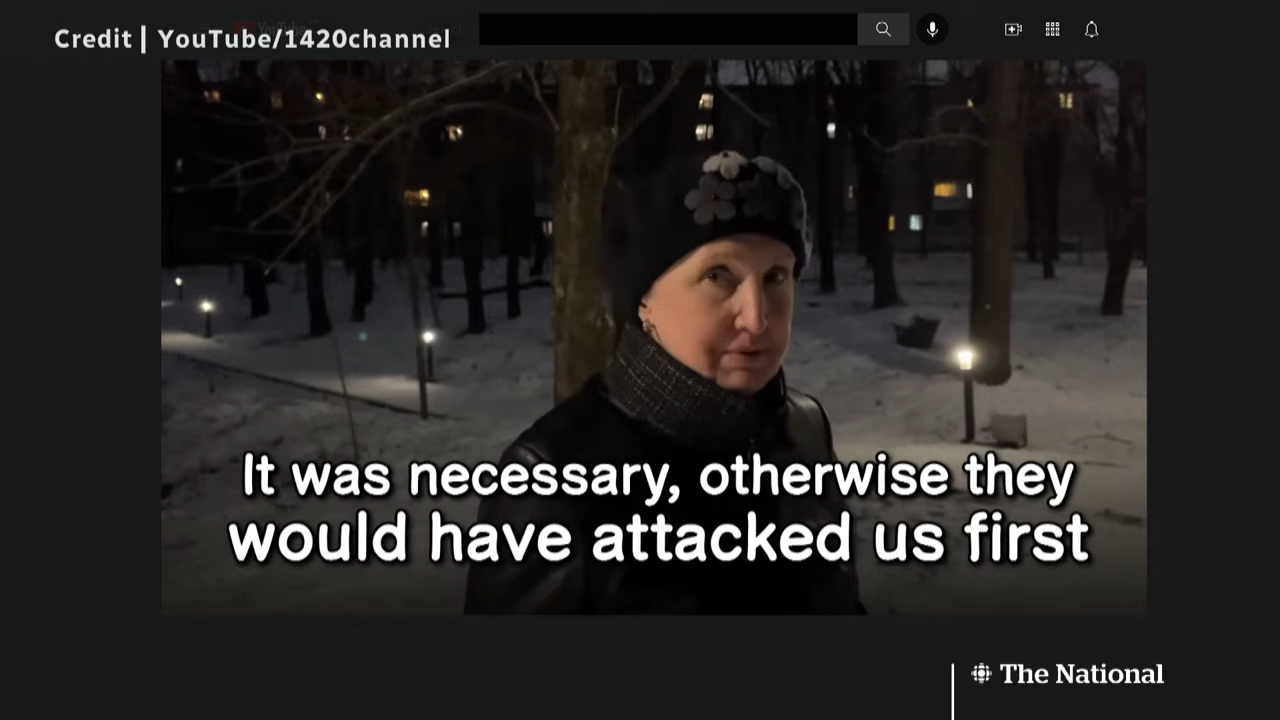 Credit | YouTube/1420channel
It was necessary, otherwise they
would have attacked us first
The National